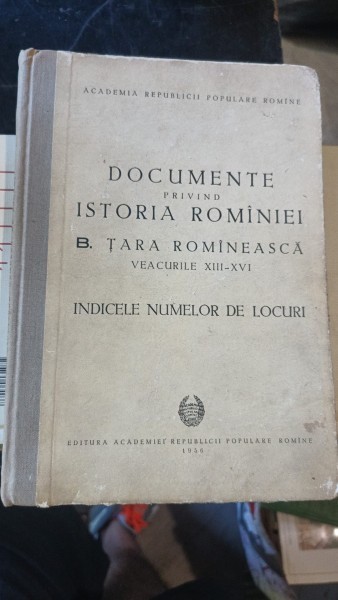 ACADEMIA REPUBLICII POPULARE ROMÎNE
DOCUMENTE
PRIVIND
ISTORIA ROMÎNIEI
B. ȚARA ROMÎNEASCĂ
VEACURILE XIII-XVI
INDICELE NUMELOR DE LOCURI
EDITURA ACADEMIEI REPUBLICII POPULARE ROMÎNE
1956